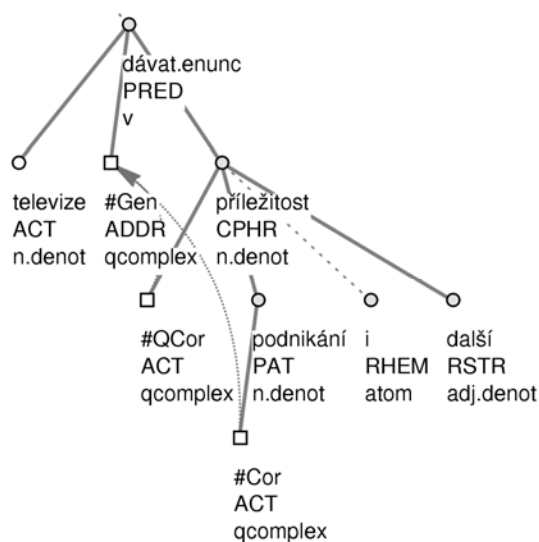 dávat.enunc
PRED
v
televize #Gen příležitost
ACT ADDR CPHR
n.denot qcomplex n.denot
#QCor podnikání i další
ACT PAT RHEM RSTR
qcomplex n.denot atom adj.denot
#Cor
ACT
qcomplex